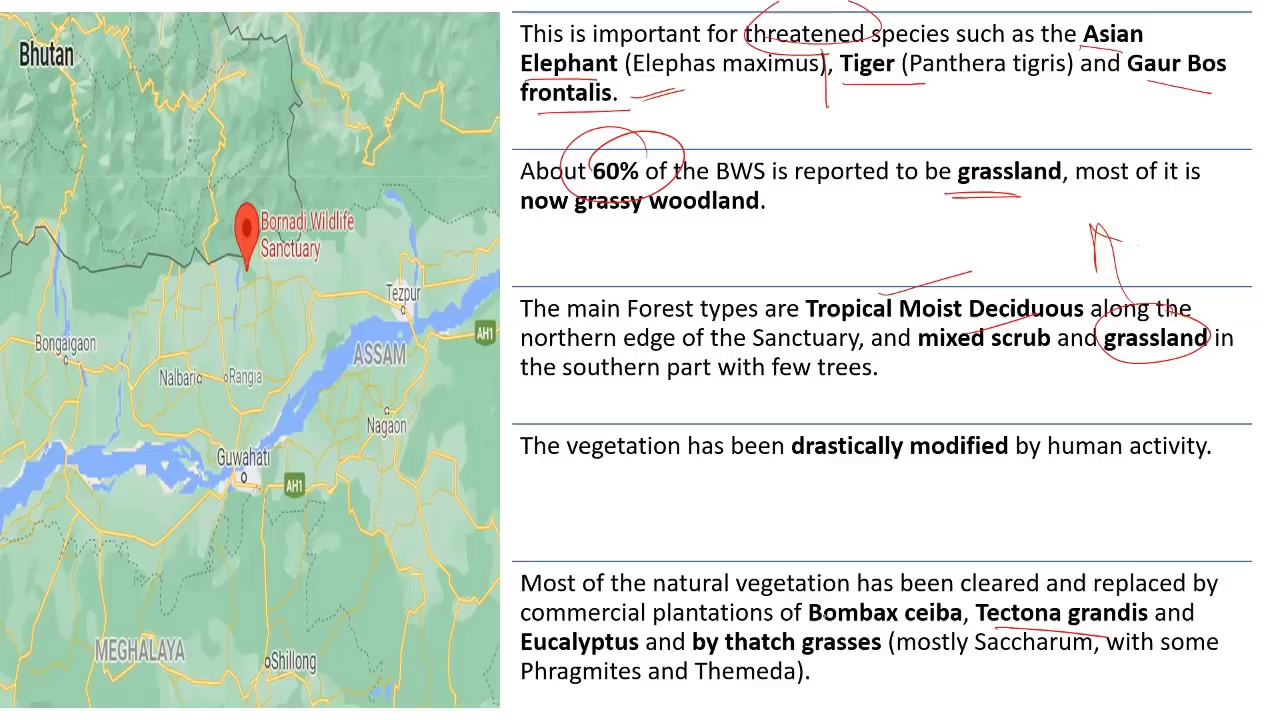 Bhutan
Bornadi Wildlife
Sanctuary
Tezpur
AH1
Bongaigaon
ASSAM
Nalbari
Rangia
Nagaon
Guwahati
AH1
MEGHALAYA
Shillong
This is important for threatened species such as the Asian
Elephant (Elephas maximus), Tiger (Panthera tigris) and Gaur Bos
frontalis.
About 60% of the BWS is reported to be grassland, most of it is
now grassy woodland.
The main Forest types are Tropical Moist Deciduous along the
northern edge of the Sanctuary, and mixed scrub and grassland in
the southern part with few trees.
The vegetation has been drastically modified by human activity.
Most of the natural vegetation has been cleared and replaced by
commercial plantations of Bombax ceiba, Tectona grandis and
Eucalyptus and by thatch grasses (mostly Saccharum, with some
Phragmites and Themeda).